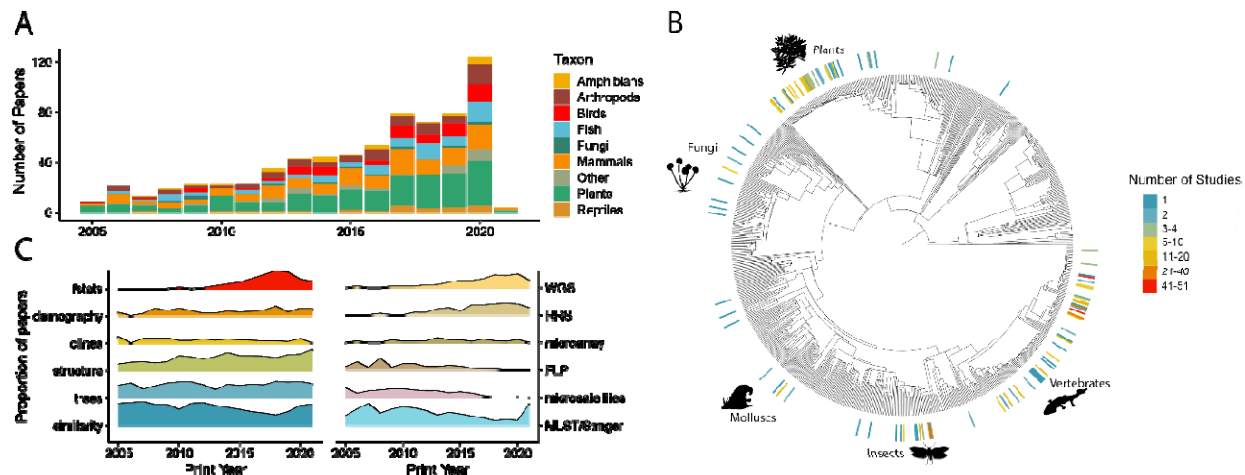 A
Number of Papers
120
80
40
0
2005
2010
2015
2020
Taxon
Amphibians
Arthropods
Birds
Fish
Fungi
Mammals
Other
Plants
Reptiles
B
Plants
Fungi
Molluscs
Insects
Vertebrates
Number of Studies
1
2
3-4
5-10
11-20
21-40
41-51
C
Proportion of papers
fstats
demography
clines
structure
trees
similarity
2005
2010
2015
2020
Print Year
WGS
RRS
microarray
FLP
microsatellites
MLST/Sanger
2005
2010
2015
2020
Print Year